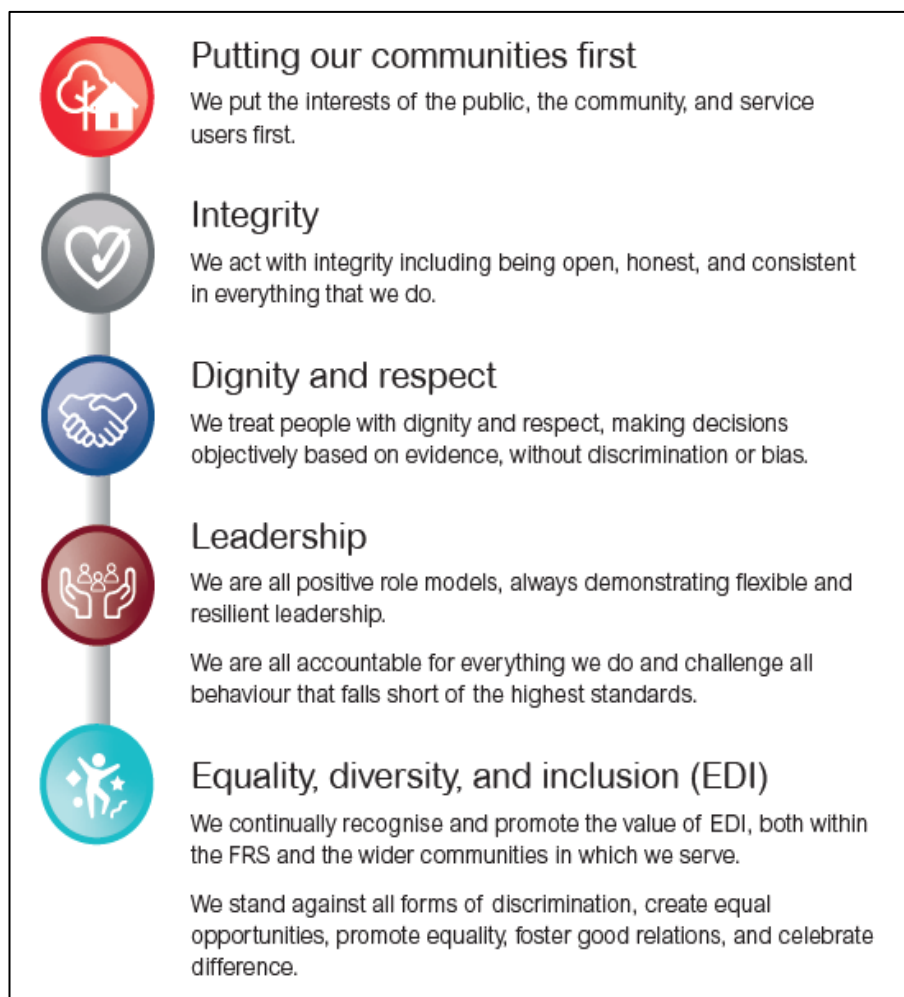 Putting our communities first
We put the interests of the public, the community, and service
users first.
Integrity
We act with integrity including being open, honest, and consistent
in everything that we do.
Dignity and respect
We treat people with dignity and respect, making decisions
objectively based on evidence, without discrimination or bias.
Leadership
We are all positive role models, always demonstrating flexible and
resilient leadership.
We are all accountable for everything we do and challenge all
behaviour that falls short of the highest standards.
Equality, diversity, and inclusion (EDI)
We continually recognise and promote the value of EDI, both within
the FRS and the wider communities in which we serve.
We stand against all forms of discrimination, create equal
opportunities, promote equality, foster good relations, and celebrate
difference.